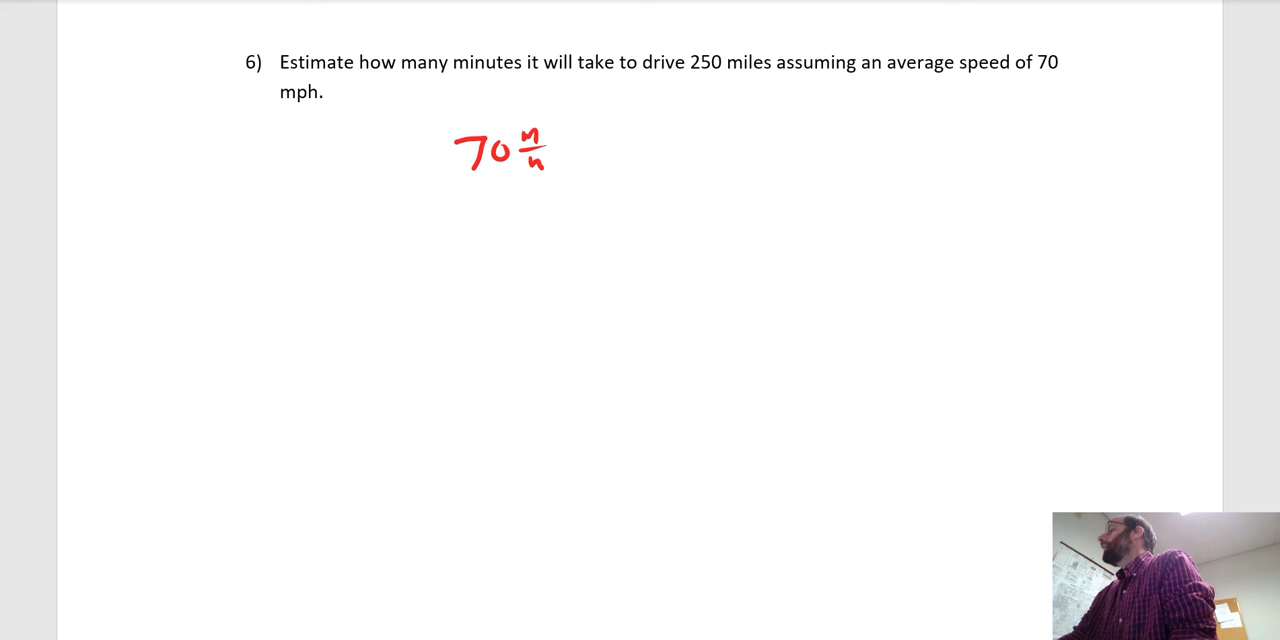 6) Estimate how many minutes it will take to drive 250 miles assuming an average speed of 70
mph.
70 m/h